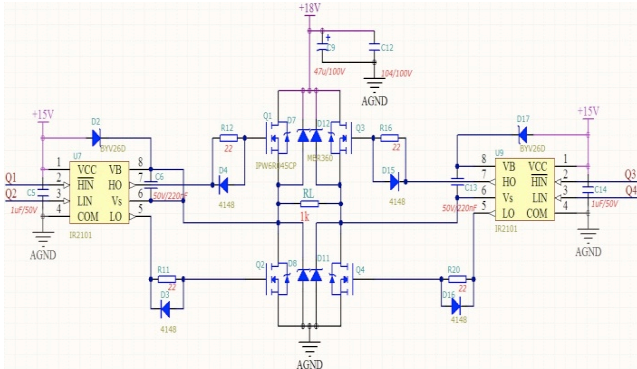 +18V
C9
C12
47u/100V
104/100V
AGND
+15V
D2
BYV26D
U7
1 VCC VB 8
Q1 2 HIN HO 7
Q2 3 LIN Vs 6
4 COM LO 5
IR2101
C5
1uF/50V
AGND
C6
50V/220nF
R12
22
D4
4148
Q1
D7
D12
Q3
IPW6R045CP
MBR360
R16
22
D15
4148
RL
1k
D17
BYV26D
+15V
U9
8 VB VCC 1
7 HO HIN 2 Q3
6 Vs LIN 3 Q4
5 LO COM 4
IR2101
C13
50V/220nF
C14
1uF/50V
AGND
R11
22
D3
4148
Q2
D8
D11
Q4
R20
22
D16
4148
AGND